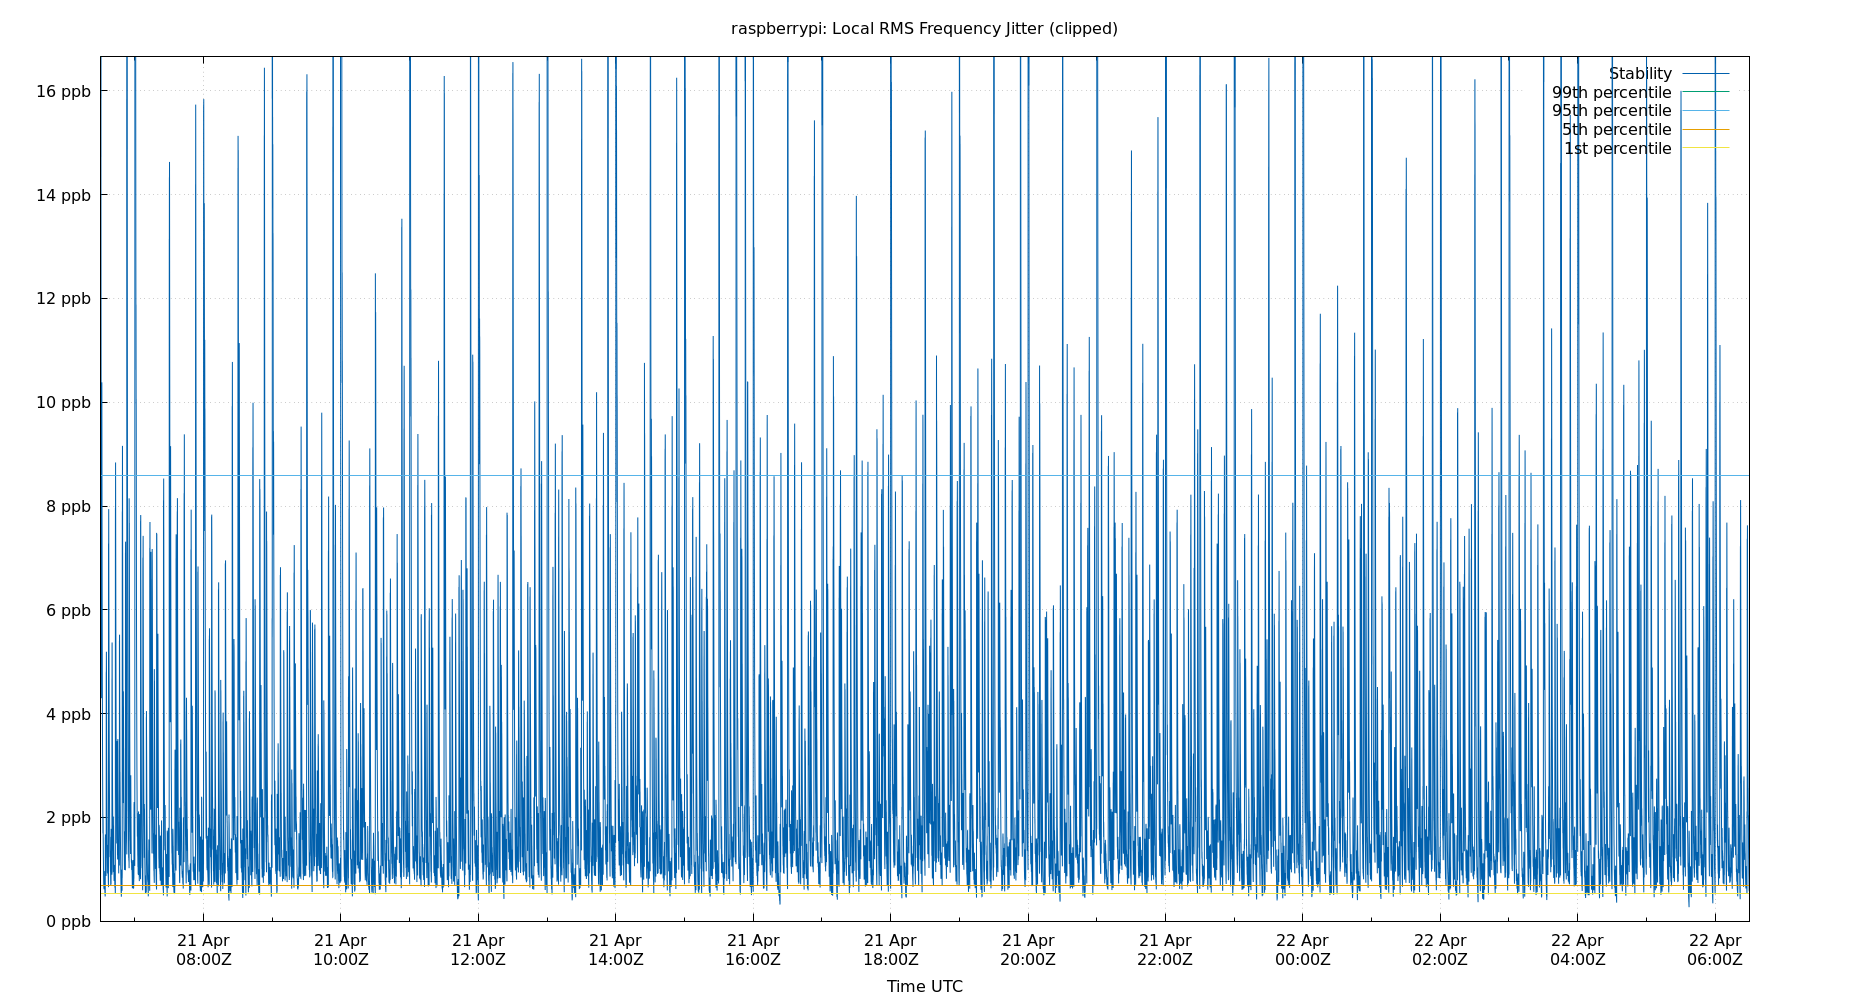 raspberrypi: Local RMS Frequency Jitter (clipped)
Stability
99th percentile
95th percentile
5th percentile
1st percentile
16 ppb
14 ppb
12 ppb
10 ppb
8 ppb
6 ppb
4 ppb
2 ppb
0 ppb
21 Apr 21 Apr 21 Apr 21 Apr 21 Apr 21 Apr 21 Apr 21 Apr 22 Apr 22 Apr 22 Apr 22 Apr
08:00Z 10:00Z 12:00Z 14:00Z 16:00Z 18:00Z 20:00Z 22:00Z 00:00Z 02:00Z 04:00Z 06:00Z
Time UTC